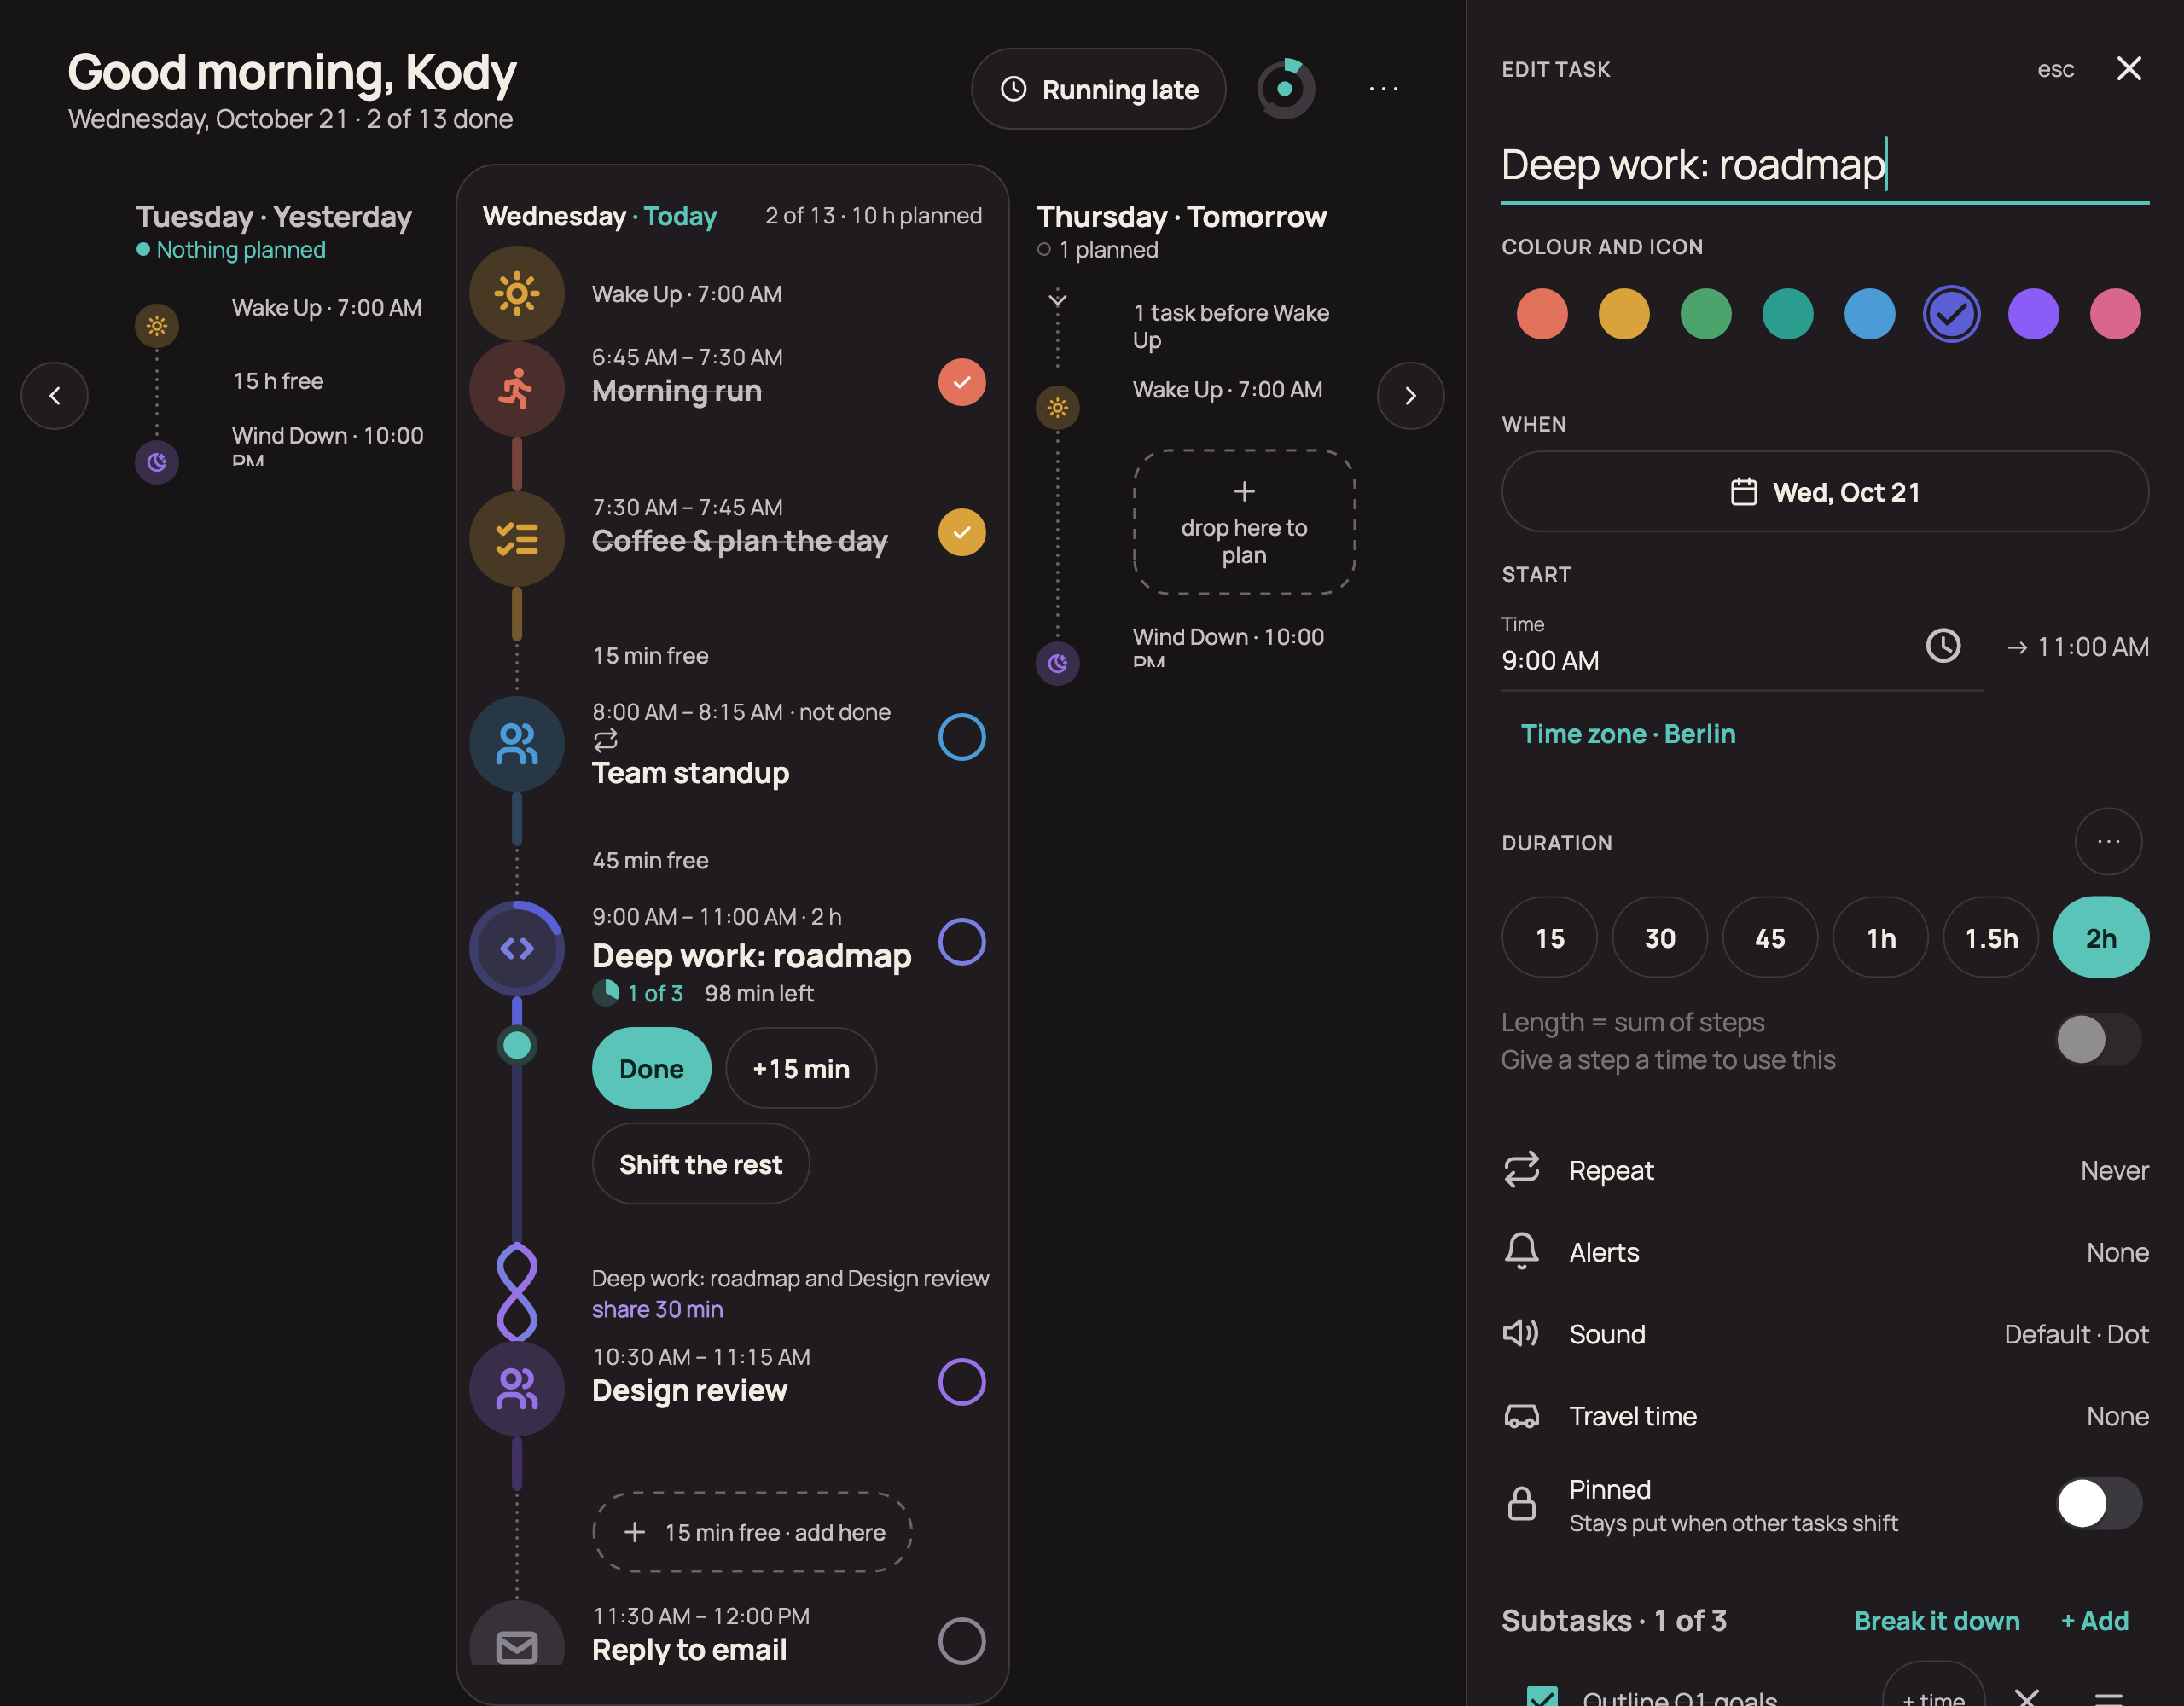 Good morning, Kody
Wednesday, October 21 · 2 of 13 done
Running late
Tuesday · Yesterday
Nothing planned
Wake Up · 7:00 AM
15 h free
Wind Down · 10:00
PM
Wednesday · Today
2 of 13 · 10 h planned
Wake Up · 7:00 AM
6:45 AM – 7:30 AM
Morning run
7:30 AM – 7:45 AM
Coffee & plan the day
15 min free
8:00 AM – 8:15 AM · not done
Team standup
45 min free
9:00 AM – 11:00 AM · 2 h
Deep work: roadmap
1 of 3 98 min left
Done
+15 min
Shift the rest
Deep work: roadmap and Design review
share 30 min
10:30 AM – 11:15 AM
Design review
15 min free · add here
11:30 AM – 12:00 PM
Reply to email
Thursday · Tomorrow
1 planned
1 task before Wake
Up
Wake Up · 7:00 AM
drop here to
plan
Wind Down · 10:00
PM
EDIT TASK
esc
Deep work: roadmap
COLOUR AND ICON
WHEN
Wed, Oct 21
START
Time
9:00 AM
→ 11:00 AM
Time zone · Berlin
DURATION
15
30
45
1h
1.5h
2h
Length = sum of steps
Give a step a time to use this
Repeat
Never
Alerts
None
Sound
Default · Dot
Travel time
None
Pinned
Stays put when other tasks shift
Subtasks · 1 of 3
Break it down
+ Add
Outline Q1 goals
+ time